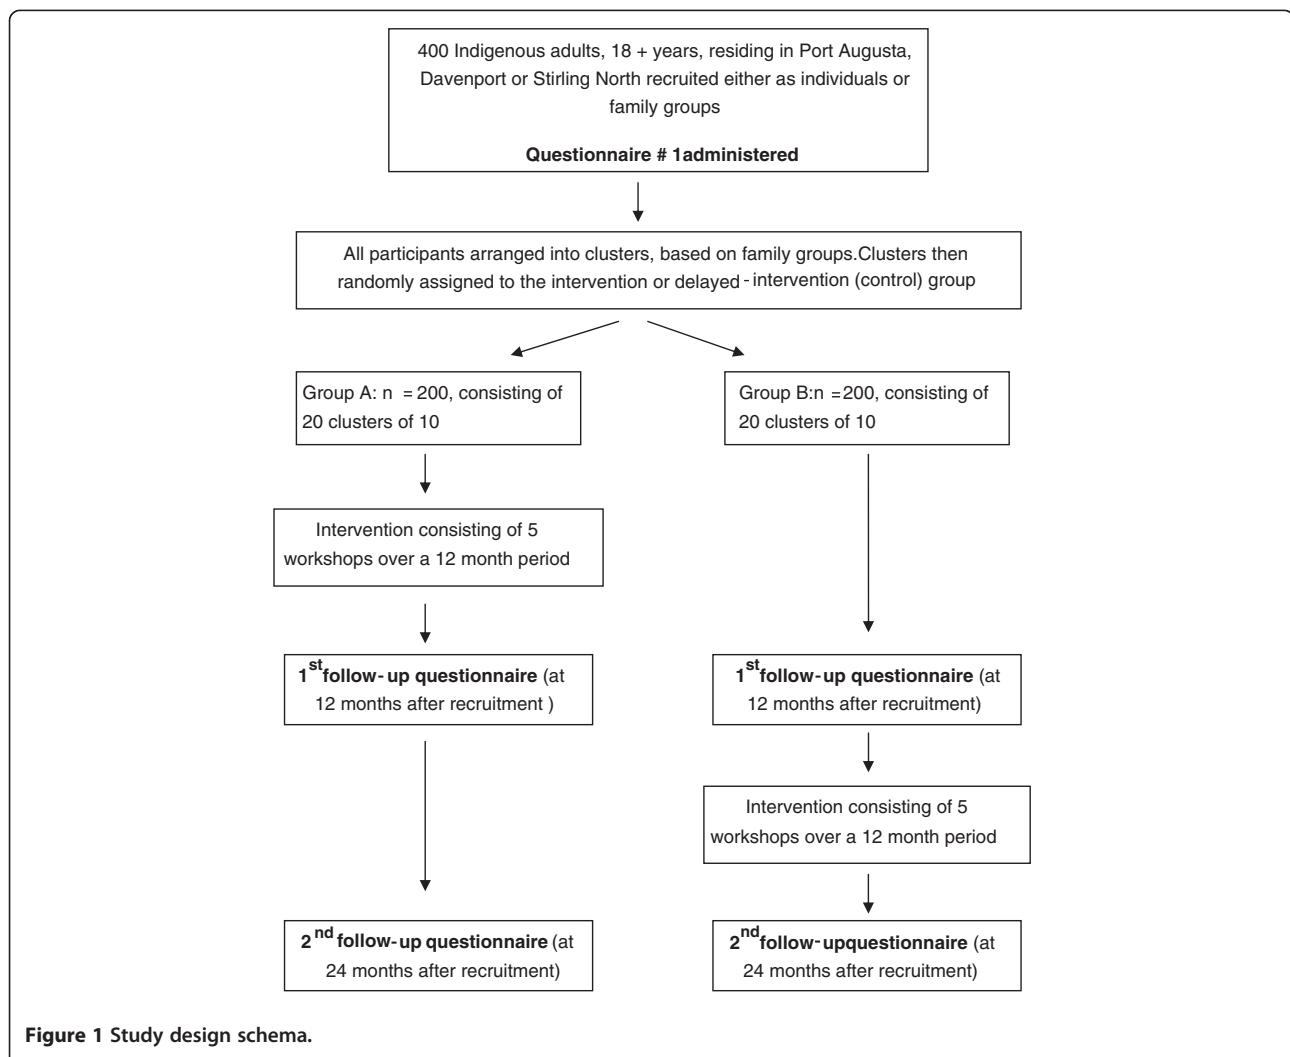 400 Indigenous adults, 18 + years, residing in Port Augusta,
Davenport or Stirling North recruited either as individuals or
family groups
Questionnaire # 1administered
All participants arranged into clusters, based on family groups.Clusters then
randomly assigned to the intervention or delayed - intervention (control) group
Group A: n = 200, consisting of
20 clusters of 10
Group B:n =200, consisting of
20 clusters of 10
Intervention consisting of 5
workshops over a 12 month period
1st follow-up questionnaire (at
12 months after recruitment )
1st follow-up questionnaire (at
12 months after recruitment)
Intervention consisting of 5
workshops over a 12 month period
2nd follow-up questionnaire (at
24 months after recruitment)
2nd follow-upquestionnaire (at
24 months after recruitment)
Figure 1 Study design schema.